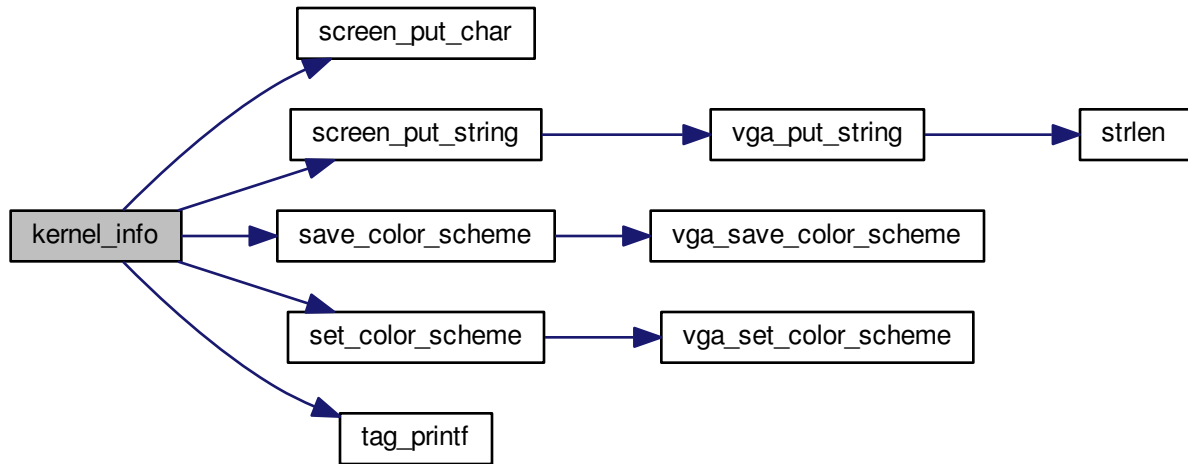 screen_put_char
screen_put_string
vga_put_string
strlen
kernel_info
save_color_scheme
vga_save_color_scheme
set_color_scheme
vga_set_color_scheme
tag_printf